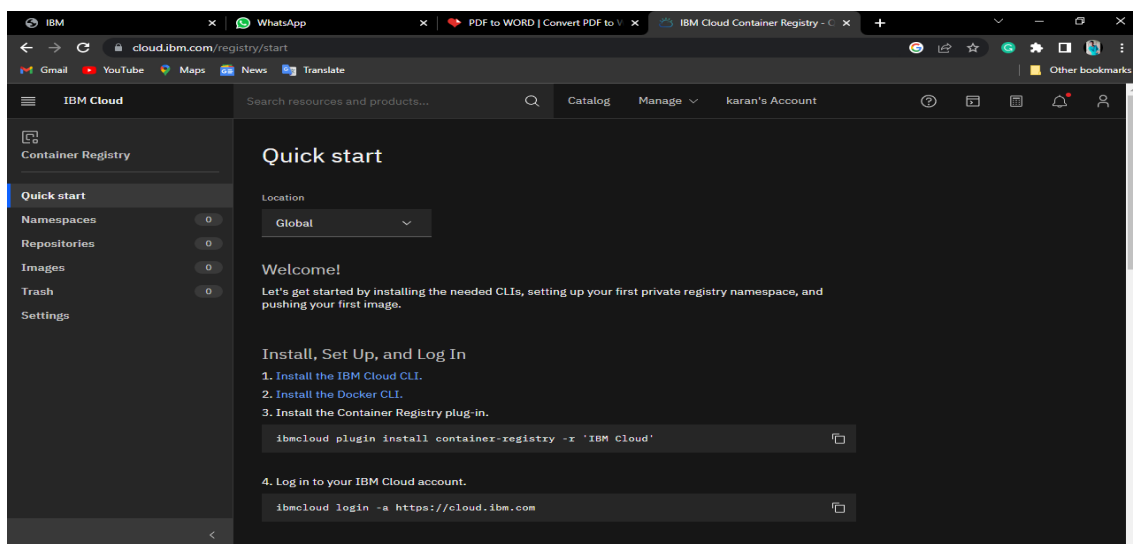 IBM
WhatsApp
PDF to WORD | Convert PDF to
IBM Cloud Container Registry -
cloud.ibm.com/registry/start
Gmail YouTube Maps News Translate Other bookmarks
IBM Cloud Search resources and products... Catalog Manage karan's Account
Container Registry
Quick start
Namespaces 0
Repositories 0
Images 0
Trash 0
Settings
Quick start
Location
Global
Welcome!
Let's get started by installing the needed CLIs, setting up your first private registry namespace, and
pushing your first image.
Install, Set Up, and Log In
1. Install the IBM Cloud CLI.
2. Install the Docker CLI.
3. Install the Container Registry plug-in.
ibmcloud plugin install container-registry -r 'IBM Cloud'
4. Log in to your IBM Cloud account.
ibmcloud login -a https://cloud.ibm.com